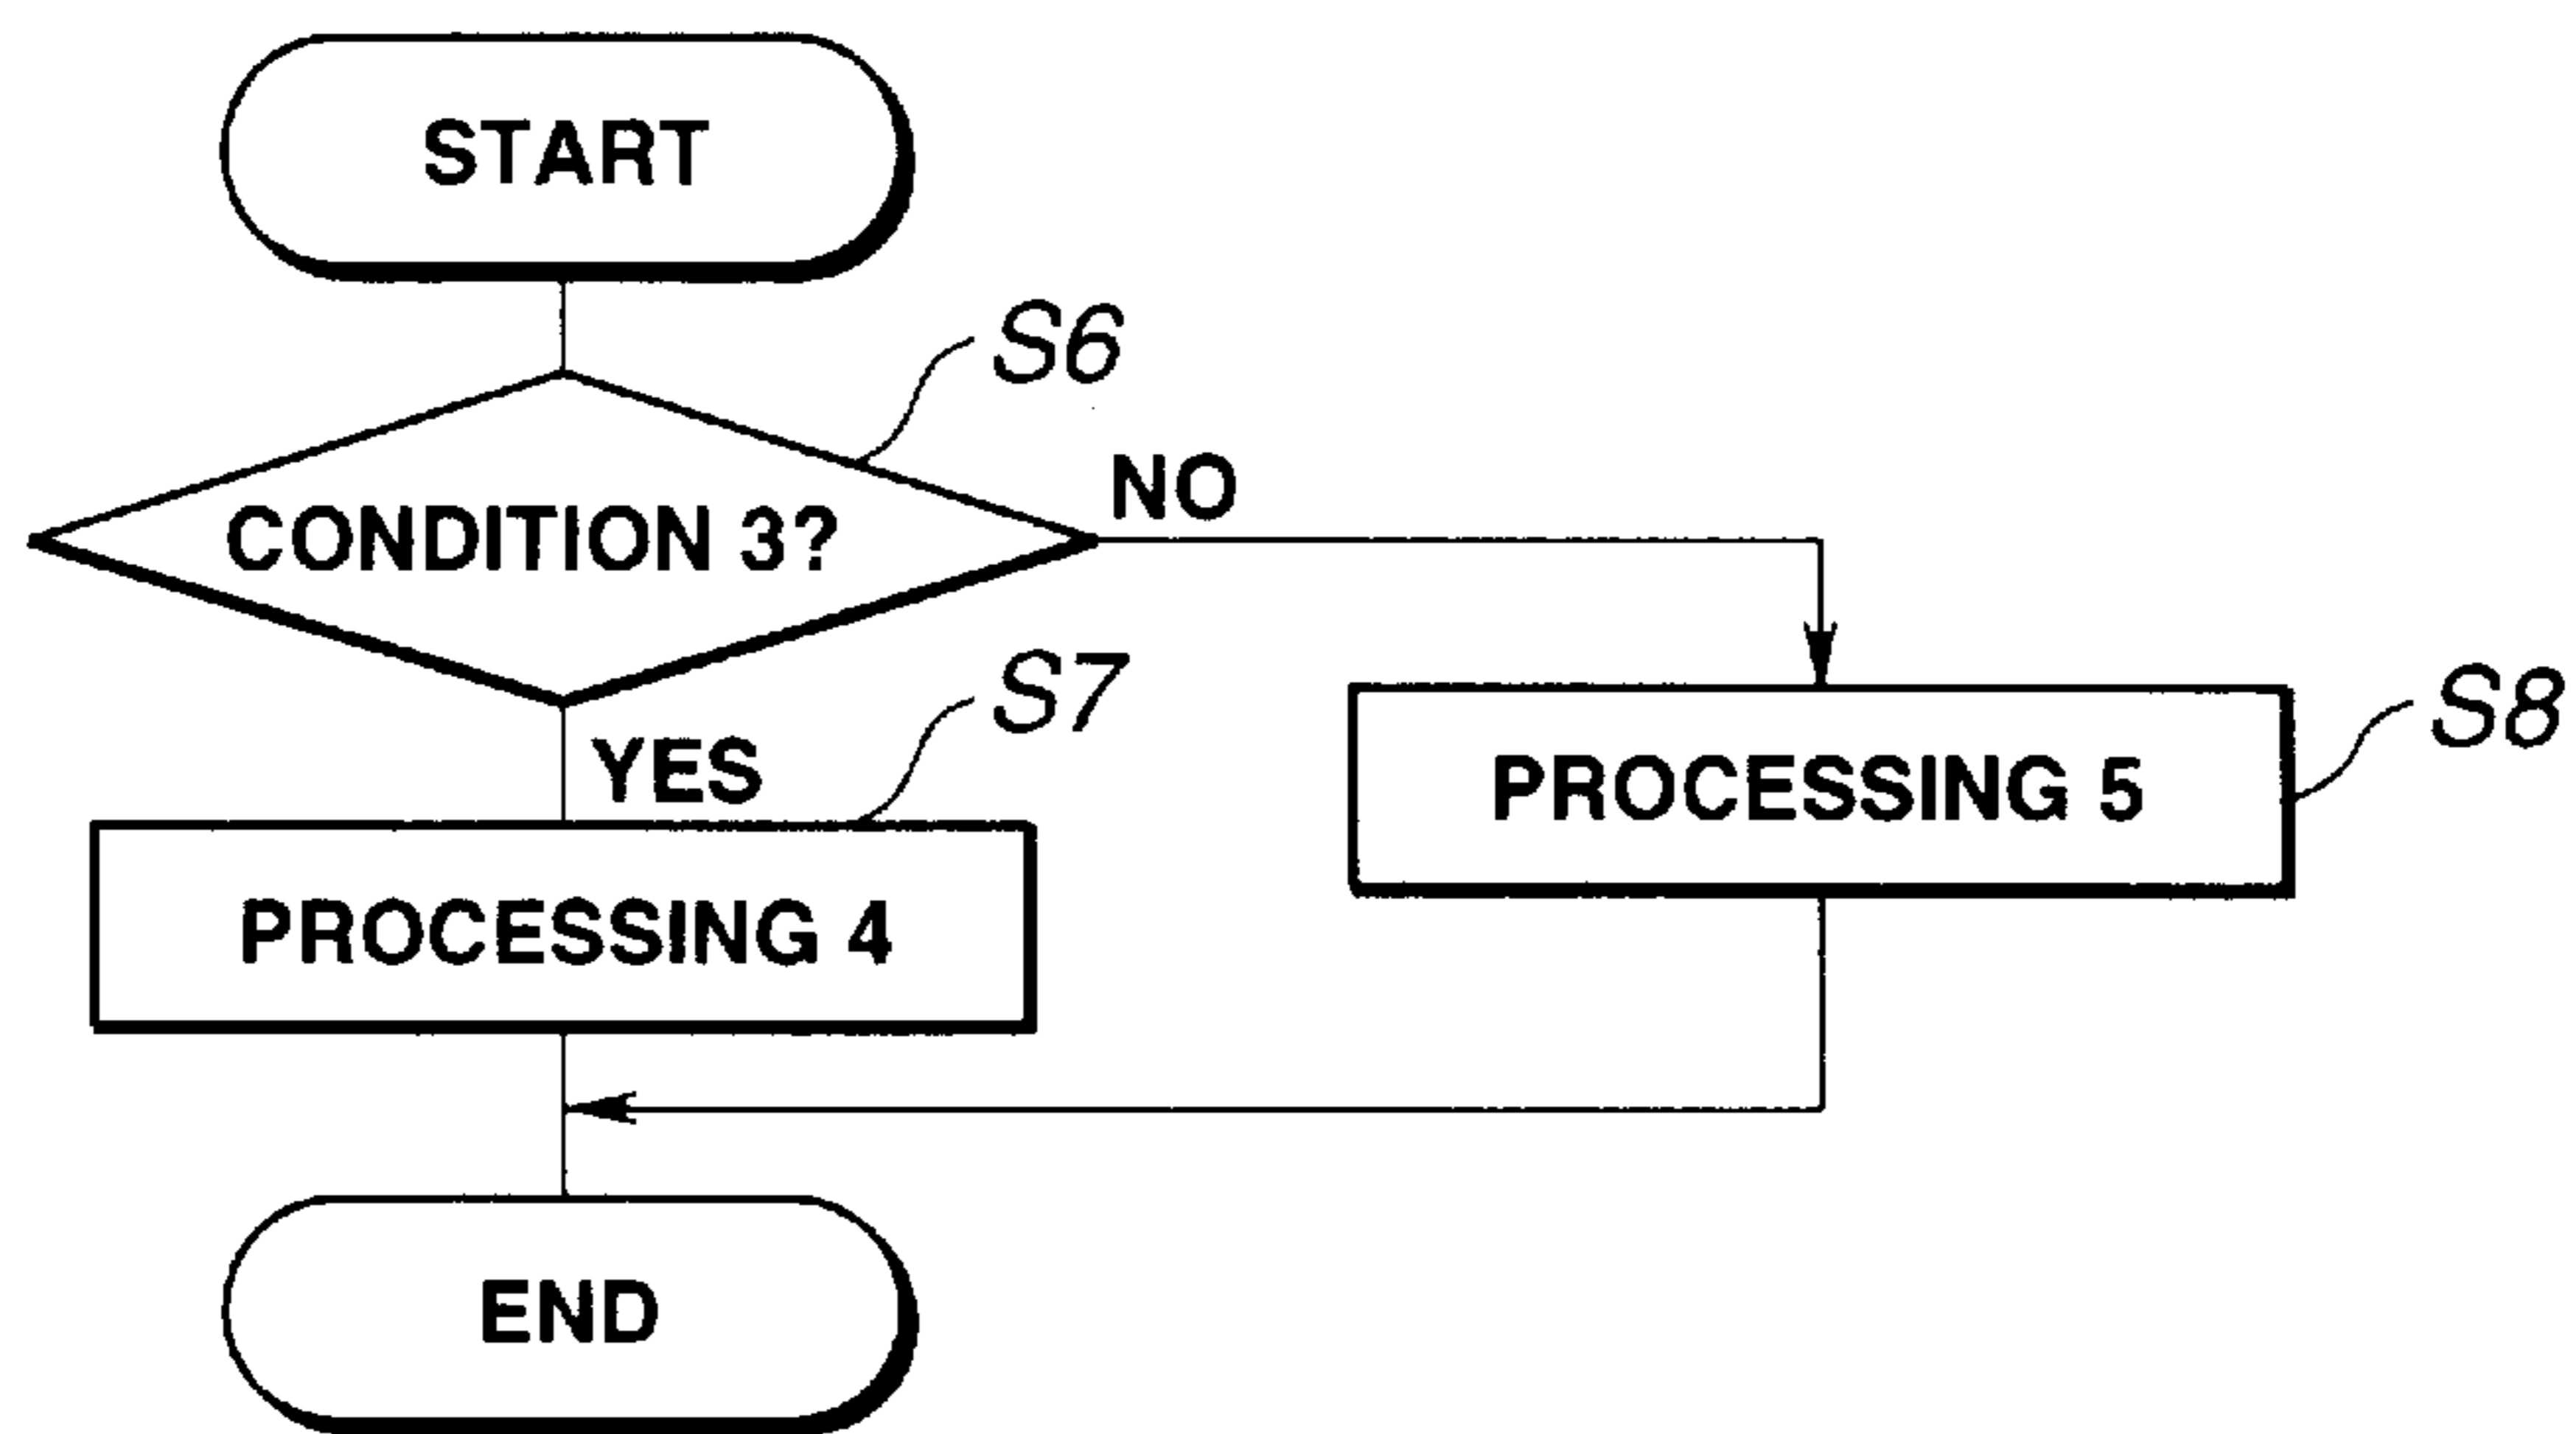 START
S6
CONDITION 3?
NO
YES
S7
PROCESSING 4
PROCESSING 5
S8
END